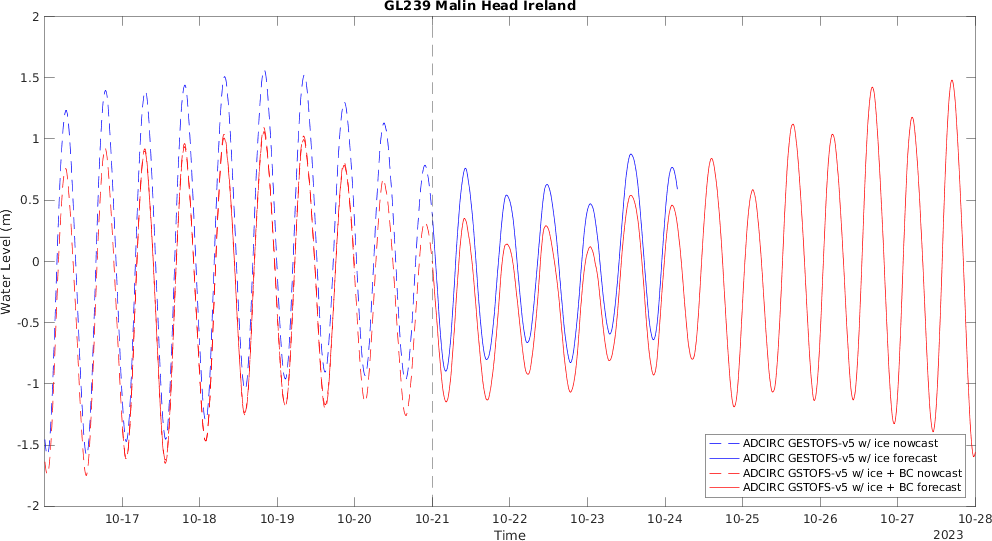 GL239 Malin Head Ireland
2
1.5
1
0.5
0
-0.5
-1
-1.5
-2
Water Level (m)
ADCIRC GESTOFS-v5 w/ ice nowcast
ADCIRC GESTOFS-v5 w/ ice forecast
ADCIRC GSTOFS-v5 w/ ice + BC nowcast
ADCIRC GSTOFS-v5 w/ ice + BC forecast
10-17 10-18 10-19 10-20 10-21 10-22 10-23 10-24 10-25 10-26 10-27 10-28
Time
2023